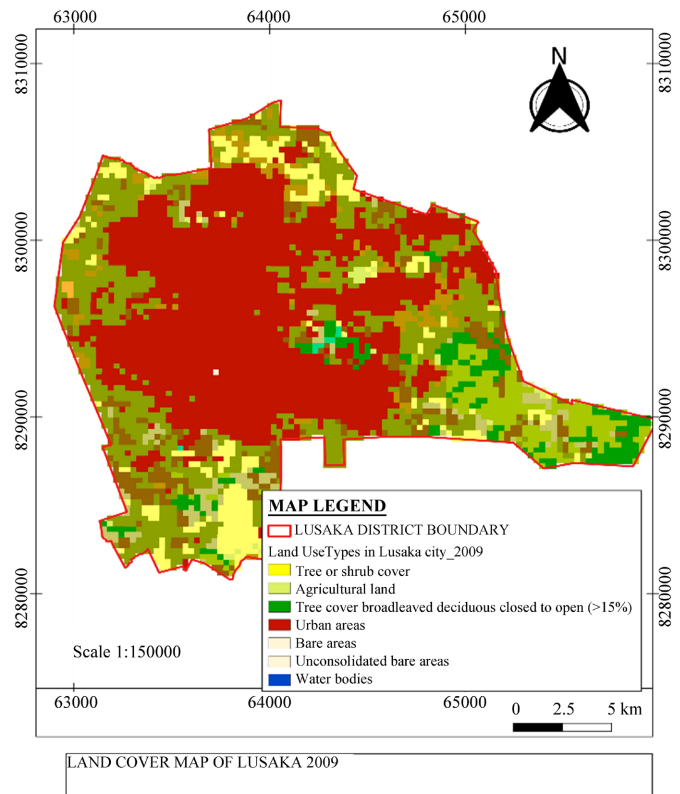 63000 64000 65000
N
8310000 8310000
8300000 8300000
8290000 8290000
8280000 8280000
MAP LEGEND
LUSAKA DISTRICT BOUNDARY
Land UseTypes in Lusaka city_2009
Tree or shrub cover
Agricultural land
Tree cover broadleaved deciduous closed to open (>15%)
Urban areas
Bare areas
Unconsolidated bare areas
Water bodies
Scale 1:150000
63000 64000 65000
0 2.5 5 km
LAND COVER MAP OF LUSAKA 2009